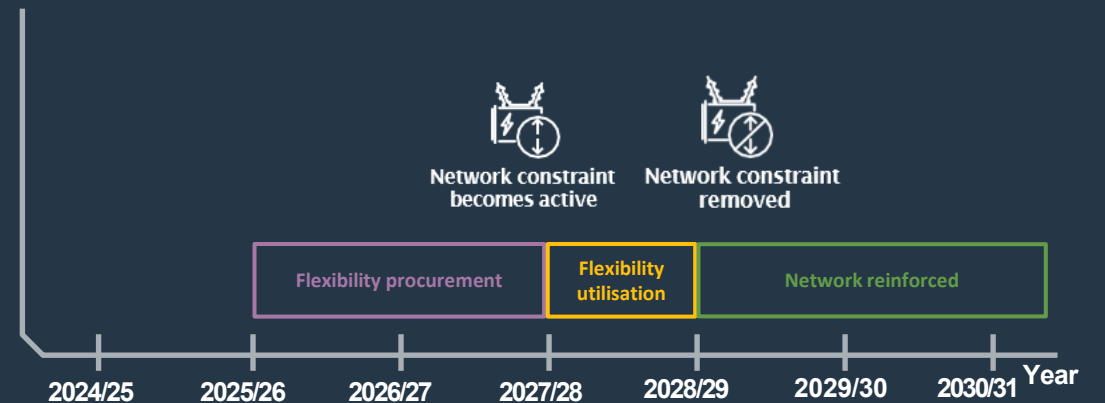 Network constraint
becomes active
Network constraint
removed
Flexibility procurement
Flexibility
utilisation
Network reinforced
2024/25
2025/26
2026/27
2027/28
2028/29
2029/30
2030/31
Year